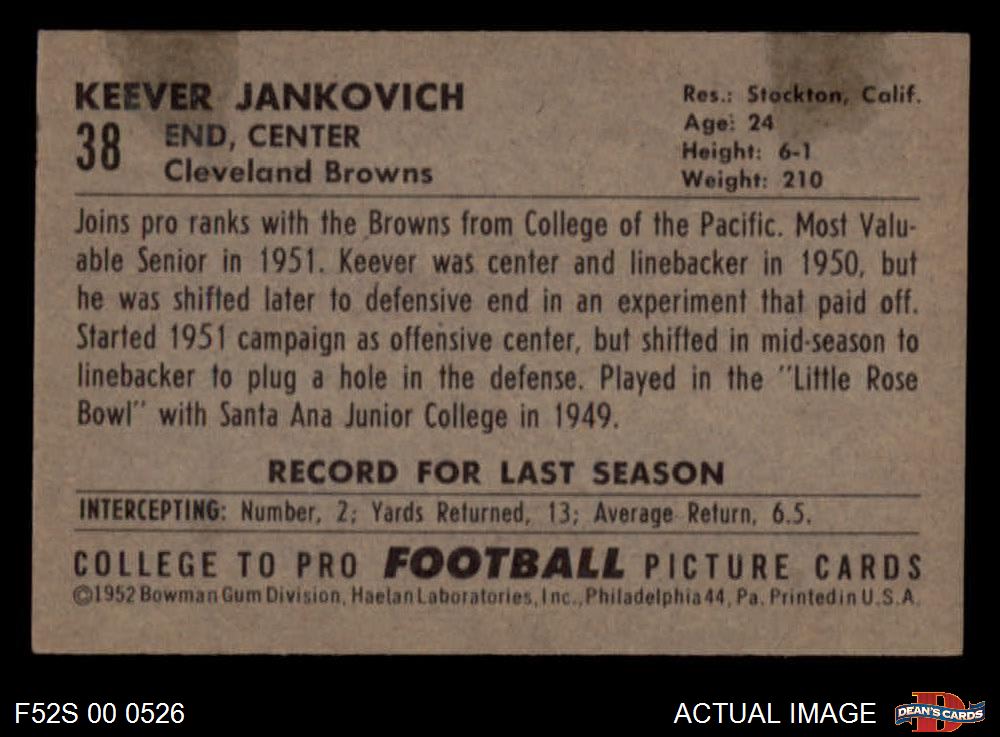 KEEVER JANKOVICH
38 END, CENTER
Cleveland Browns
Res.: Stockton, Calif.
Age: 24
Height: 6-1
Weight: 210
Joins pro ranks with the Browns from College of the Pacific. Most Valu-
able Senior in 1951. Keever was center and linebacker in 1950, but
he was shifted later to defensive end in an experiment that paid off.
Started 1951 campaign as offensive center, but shifted in mid-season to
linebacker to plug a hole in the defense. Played in the "Little Rose
Bowl" with Santa Ana Junior College in 1949.
RECORD FOR LAST SEASON
INTERCEPTING: Number, 2; Yards Returned, 13; Average Return, 6.5.
COLLEGE TO PRO FOOTBALL PICTURE CARDS
©1952 Bowman Gum Division, Haelan Laboratories, Inc., Philadelphia 44, Pa. Printed in U.S.A.
F52S 00 0526
ACTUAL IMAGE
DEAN'S CARDS